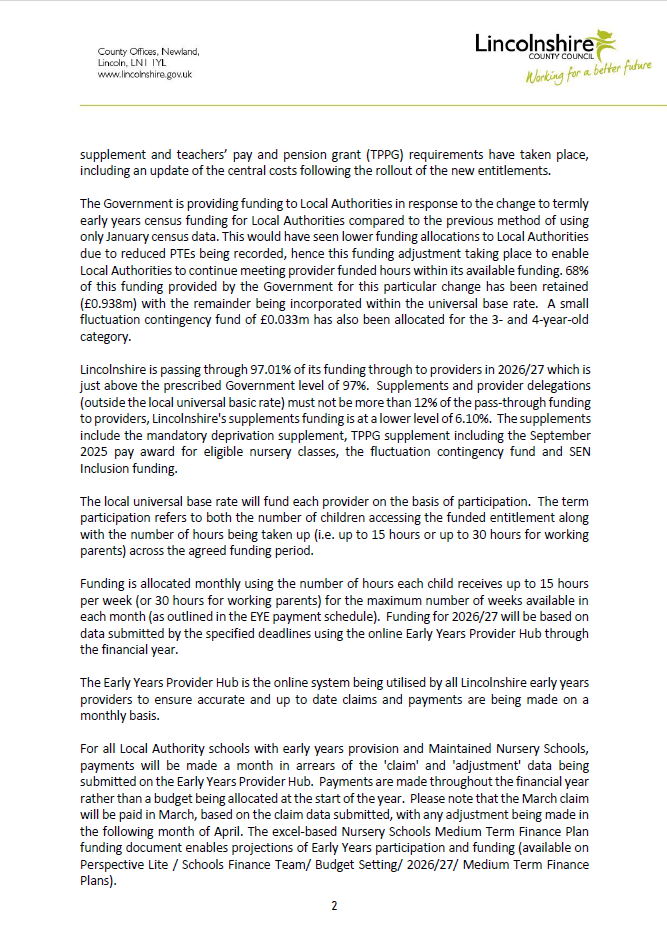 County Offices, Newland,
Lincoln, LN1 1YL
www.lincolnshire.gov.uk
Lincolnshire
COUNTY COUNCIL
Working for a better future
supplement and teachers’ pay and pension grant (TPPG) requirements have taken place,
including an update of the central costs following the rollout of the new entitlements.
The Government is providing funding to Local Authorities in response to the change to termly
early years census funding for Local Authorities compared to the previous method of using
only January census data. This would have seen lower funding allocations to Local Authorities
due to reduced PTEs being recorded, hence this funding adjustment taking place to enable
Local Authorities to continue meeting provider funded hours within its available funding. 68%
of this funding provided by the Government for this particular change has been retained
(£0.938m) with the remainder being incorporated within the universal base rate. A small
fluctuation contingency fund of £0.033m has also been allocated for the 3- and 4-year-old
category.
Lincolnshire is passing through 97.01% of its funding through to providers in 2026/27 which is
just above the prescribed Government level of 97%. Supplements and provider delegations
(outside the local universal basic rate) must not be more than 12% of the pass-through funding
to providers, Lincolnshire's supplements funding is at a lower level of 6.10%. The supplements
include the mandatory deprivation supplement, TPPG supplement including the September
2025 pay award for eligible nursery classes, the fluctuation contingency fund and SEN
Inclusion funding.
The local universal base rate will fund each provider on the basis of participation. The term
participation refers to both the number of children accessing the funded entitlement along
with the number of hours being taken up (i.e. up to 15 hours or up to 30 hours for working
parents) across the agreed funding period.
Funding is allocated monthly using the number of hours each child receives up to 15 hours
per week (or 30 hours for working parents) for the maximum number of weeks available in
each month (as outlined in the EYE payment schedule). Funding for 2026/27 will be based on
data submitted by the specified deadlines using the online Early Years Provider Hub through
the financial year.
The Early Years Provider Hub is the online system being utilised by all Lincolnshire early years
providers to ensure accurate and up to date claims and payments are being made on a
monthly basis.
For all Local Authority schools with early years provision and Maintained Nursery Schools,
payments will be made a month in arrears of the 'claim' and 'adjustment' data being
submitted on the Early Years Provider Hub. Payments are made throughout the financial year
rather than a budget being allocated at the start of the year. Please note that the March claim
will be paid in March, based on the claim data submitted, with any adjustment being made in
the following month of April. The excel-based Nursery Schools Medium Term Finance Plan
funding document enables projections of Early Years participation and funding (available on
Perspective Lite / Schools Finance Team/ Budget Setting/ 2026/27/ Medium Term Finance
Plans).
2